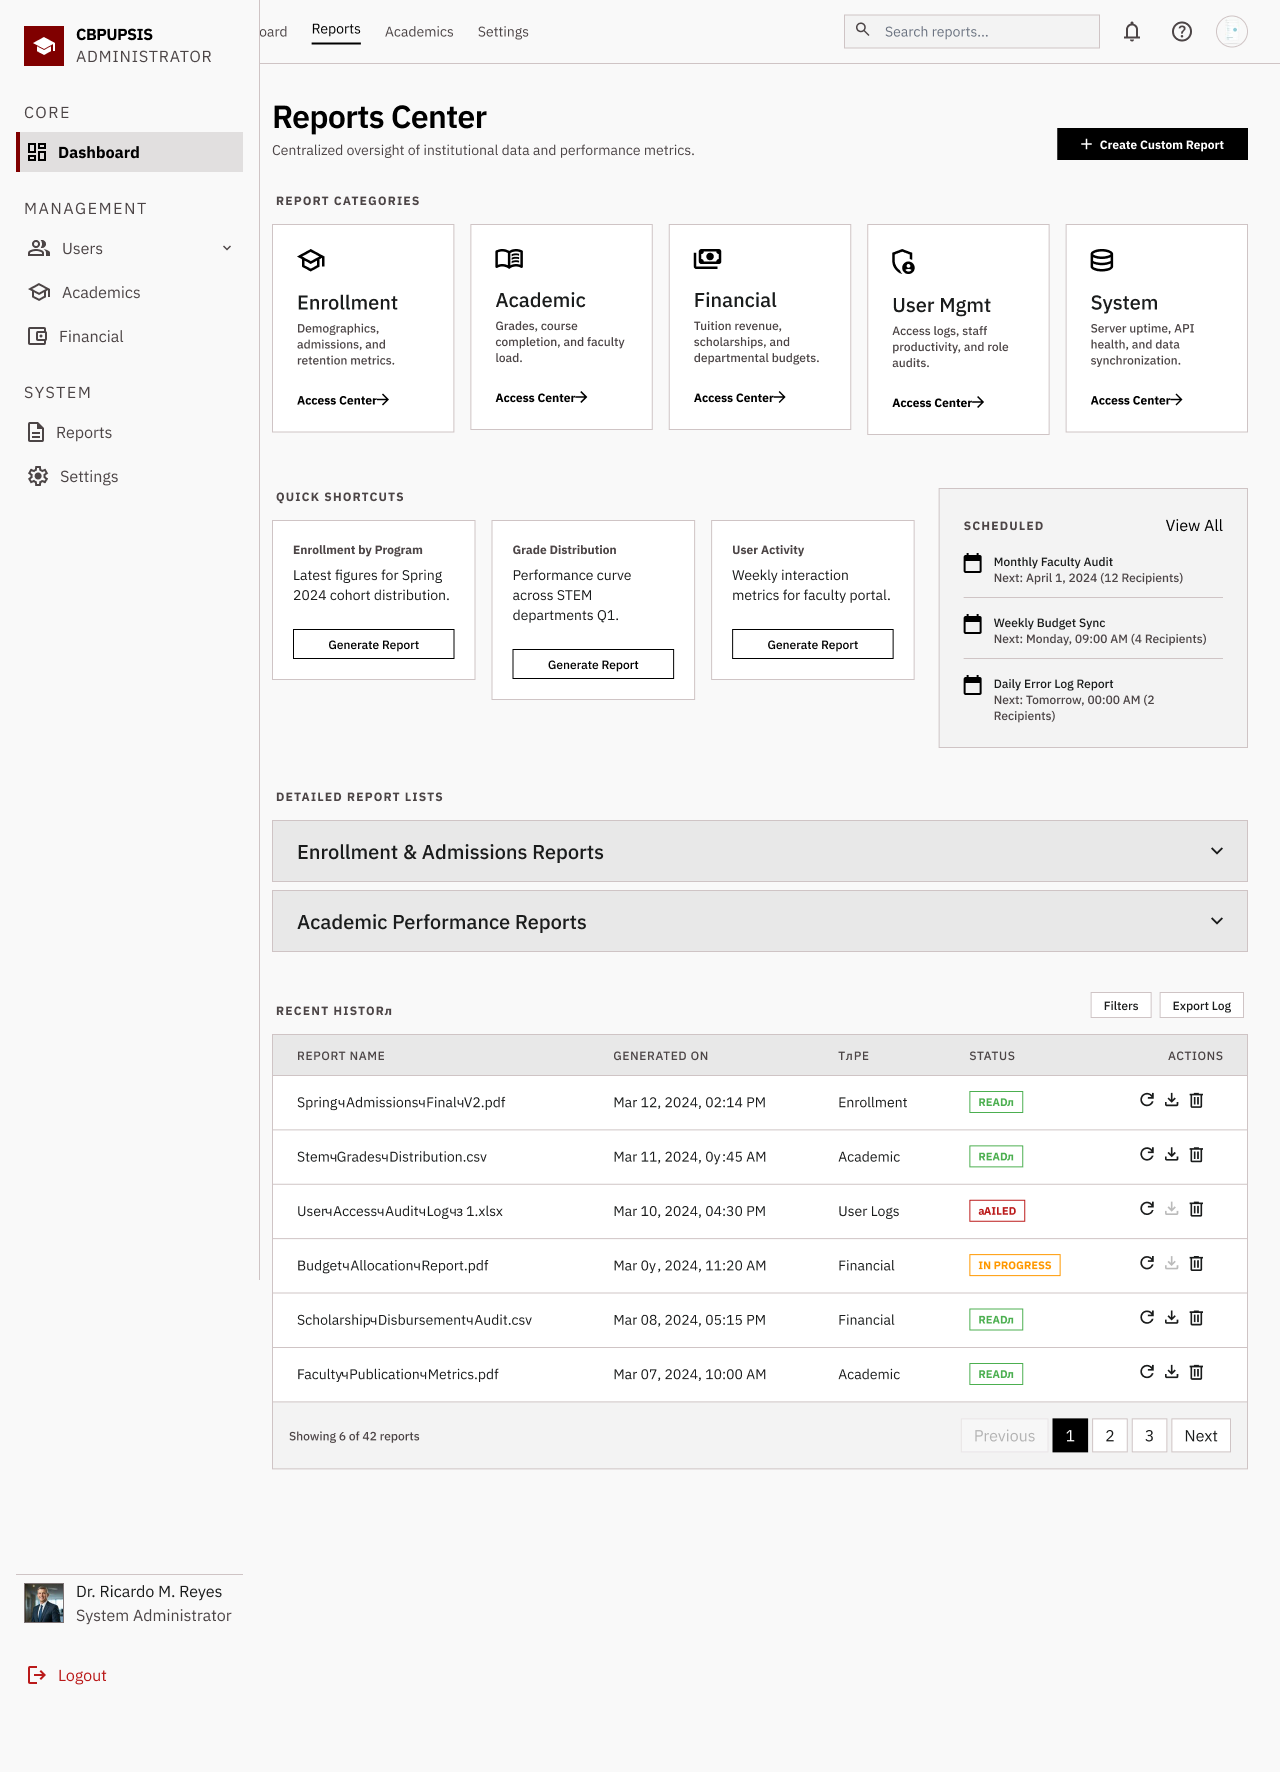 CBPUPSIS
ADMINISTRATOR
CORE
Dashboard
MANAGEMENT
Users
Academics
Financial
SYSTEM
Reports
Settings
Dr. Ricardo M. Reyes
System Administrator
Logout
oard
Reports
Academics
Settings
Search reports...
Reports Center
Centralized oversight of institutional data and performance metrics.
Create Custom Report
REPORT CATEGORIES
Enrollment
Demographics,
admissions, and
retention metrics.
Access Center
Academic
Grades, course
completion, and faculty
load.
Access Center
Financial
Tuition revenue,
scholarships, and
departmental budgets.
Access Center
User Mgmt
Access logs, staff
productivity, and role
audits.
Access Center
System
Server uptime, API
health, and data
synchronization.
Access Center
QUICK SHORTCUTS
Enrollment by Program
Latest figures for Spring
2024 cohort distribution.
Generate Report
Grade Distribution
Performance curve
across STEM
departments Q1.
Generate Report
User Activity
Weekly interaction
metrics for faculty portal.
Generate Report
SCHEDULED
View All
Monthly Faculty Audit
Next: April 1, 2024 (12 Recipients)
Weekly Budget Sync
Next: Monday, 09:00 AM (4 Recipients)
Daily Error Log Report
Next: Tomorrow, 00:00 AM (2
Recipients)
DETAILED REPORT LISTS
Enrollment & Admissions Reports
Academic Performance Reports
RECENT HISTORл
Filters
Export Log
REPORT NAME GENERATED ON TлPE STATUS ACTIONS
SpringчAdmissionsчFinalчV2.pdf Mar 12, 2024, 02:14 PM Enrollment READл
StemчGradesчDistribution.csv Mar 11, 2024, 0y:45 AM Academic READл
UserчAccessчAuditчLogчз1.xlsx Mar 10, 2024, 04:30 PM User Logs aAILED
BudgetчAllocationчReport.pdf Mar 0y, 2024, 11:20 AM Financial IN PROGRESS
ScholarshipчDisbursementчAudit.csv Mar 08, 2024, 05:15 PM Financial READл
FacultyчPublicationчMetrics.pdf Mar 07, 2024, 10:00 AM Academic READл
Showing 6 of 42 reports
Previous 1 2 3 Next